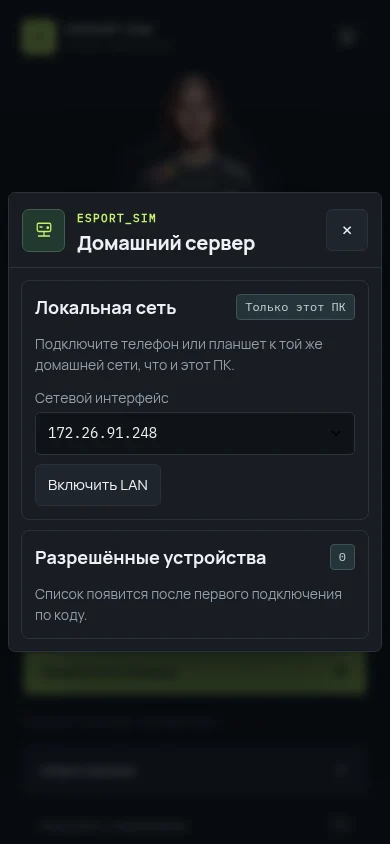 ESPORT_SIM
Домашний сервер
×
Локальная сеть
Только этот ПК
Подключите телефон или планшет к той же
домашней сети, что и этот ПК.
Сетевой интерфейс
172.26.91.248
Включить LAN
Разрешённые устройства
0
Список появится после первого подключения
по коду.